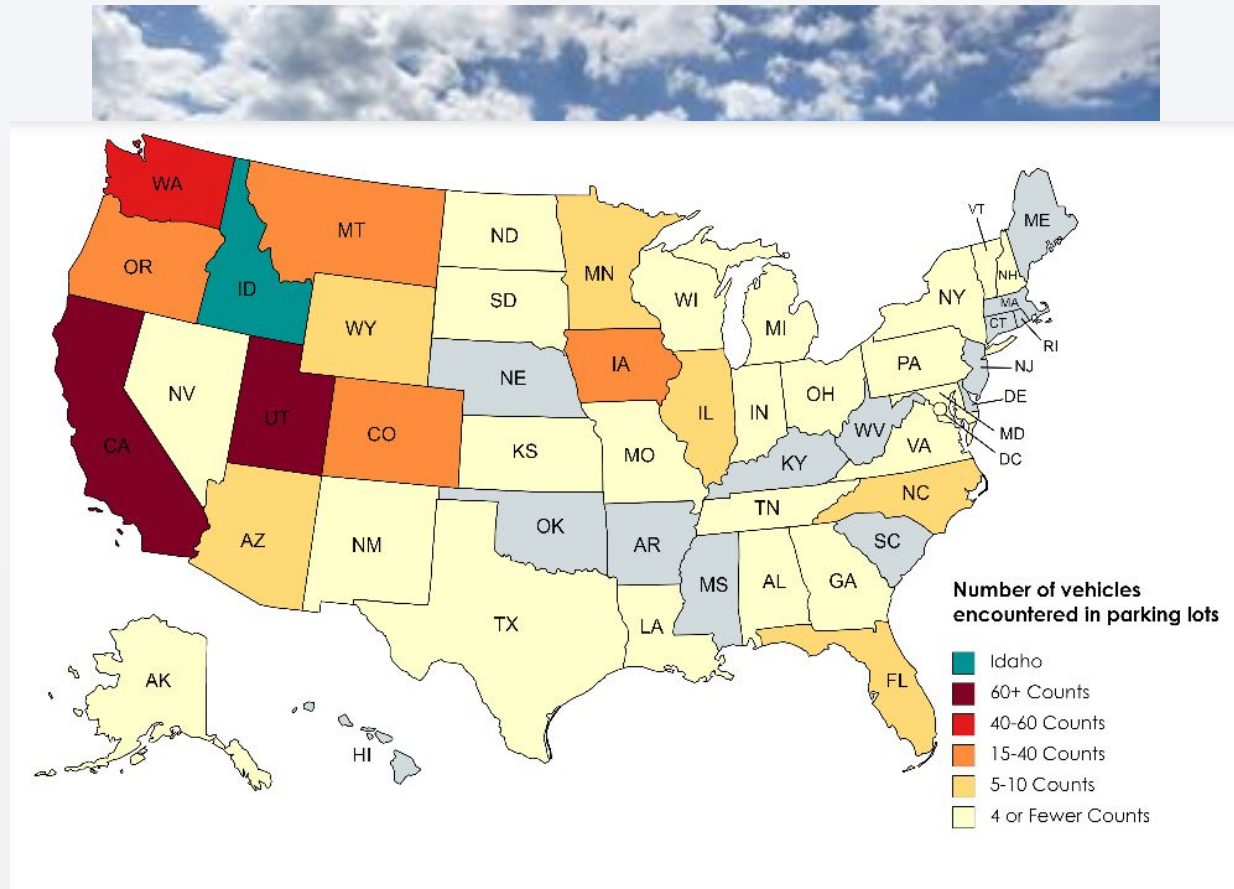 WA
MT
ND
MN
VT
ME
OR
ID
SD
WI
NH
NY
MA
WY
MI
CT
RI
IA
PA
NJ
NE
NV
OH
DE
UT
IL
IN
CO
WV
MD
CA
KS
MO
VA
DC
KY
NC
TN
OK
AZ
NM
AR
SC
MS
AL
GA
TX
LA
FL
AK
HI
Number of vehicles
encountered in parking lots
Idaho
60+ Counts
40-60 Counts
15-40 Counts
5-10 Counts
4 or Fewer Counts